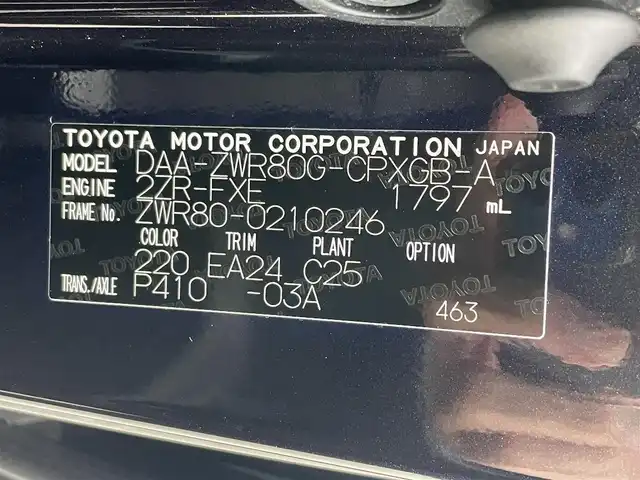 TOYOTA MOTOR CORPORATION JAPAN
MODEL DAA-ZWR80G-CPXGB-A
ENGINE 2ZR-FXE 1797 mL
FRAME No. ZWR80-0210246
COLOR TRIM PLANT OPTION
220 EA24 C25
TRANS./AXLE P410 -03A
463